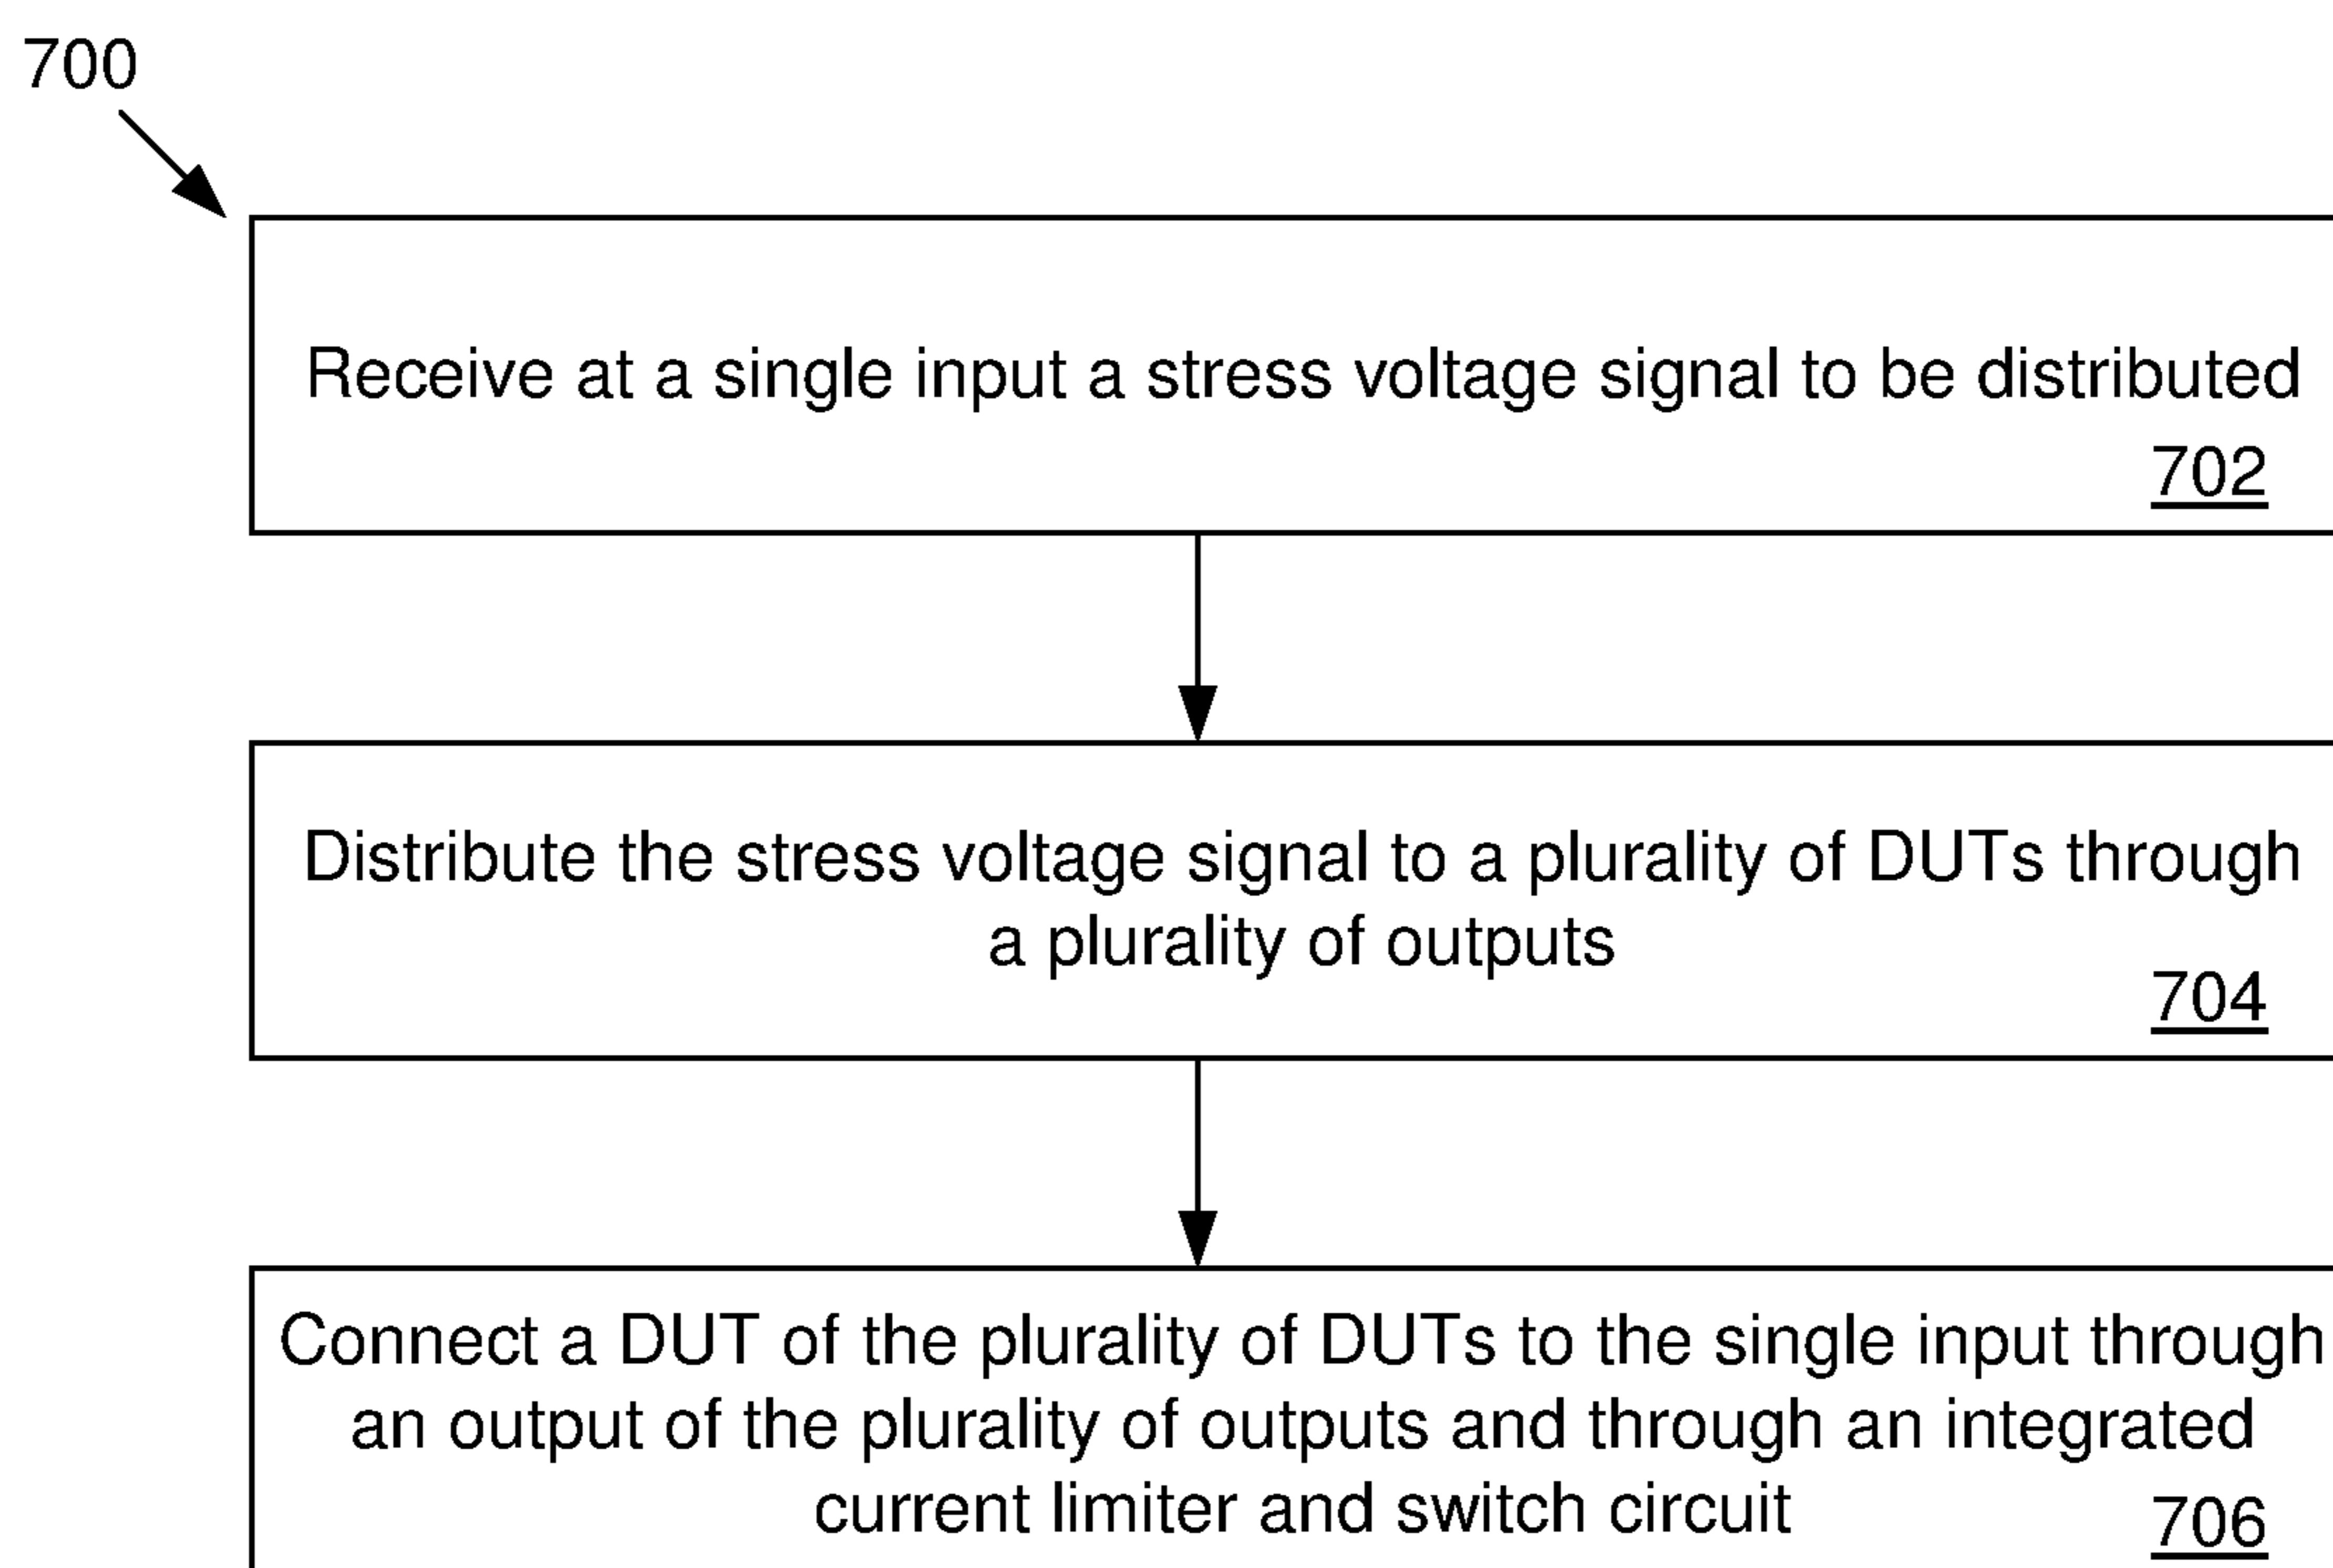 700
Receive at a single input a stress voltage signal to be distributed
702
Distribute the stress voltage signal to a plurality of DUTs through
a plurality of outputs
704
Connect a DUT of the plurality of DUTs to the single input through
an output of the plurality of outputs and through an integrated
current limiter and switch circuit
706